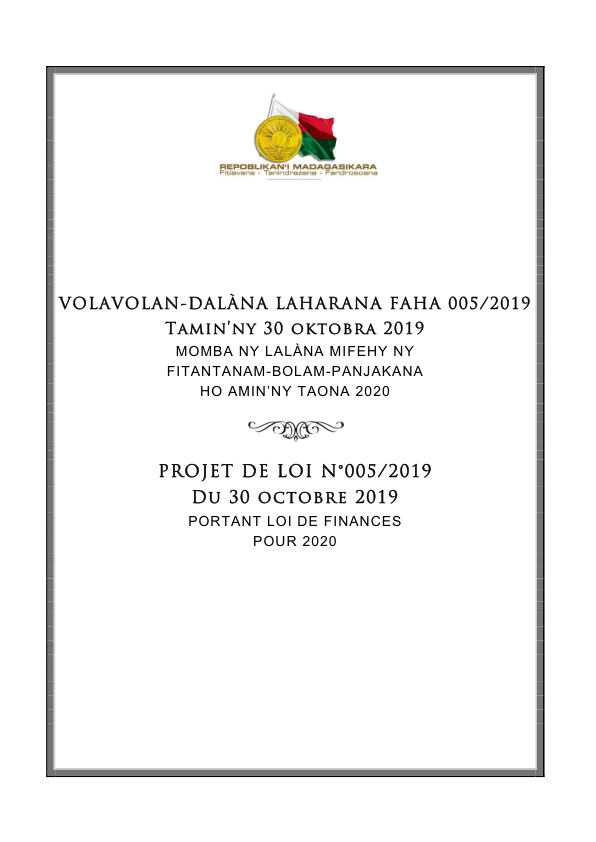 REPOBLIKAN'I MADAGASIKARA
Fitiavana - Tanindrazana - Fandrosoana
VOLAVOLAN-DALÀNA LAHARANA FAHA 005/2019
TAMIN'NY 30 OKTOBRA 2019
MOMBA NY LALÀNA MIFEHY NY
FITANTANAM-BOLAM-PANJAKANA
HO AMIN'NY TAONA 2020
PROJET DE LOI N°005/2019
DU 30 OCTOBRE 2019
PORTANT LOI DE FINANCES
POUR 2020